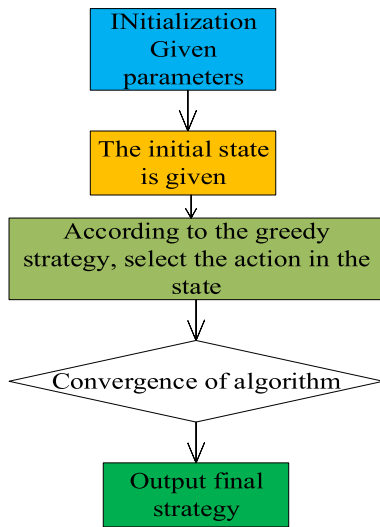 INitialization
Given
parameters
The initial state
is given
According to the greedy
strategy, select the action in the
state
Convergence of algorithm
Output final
strategy